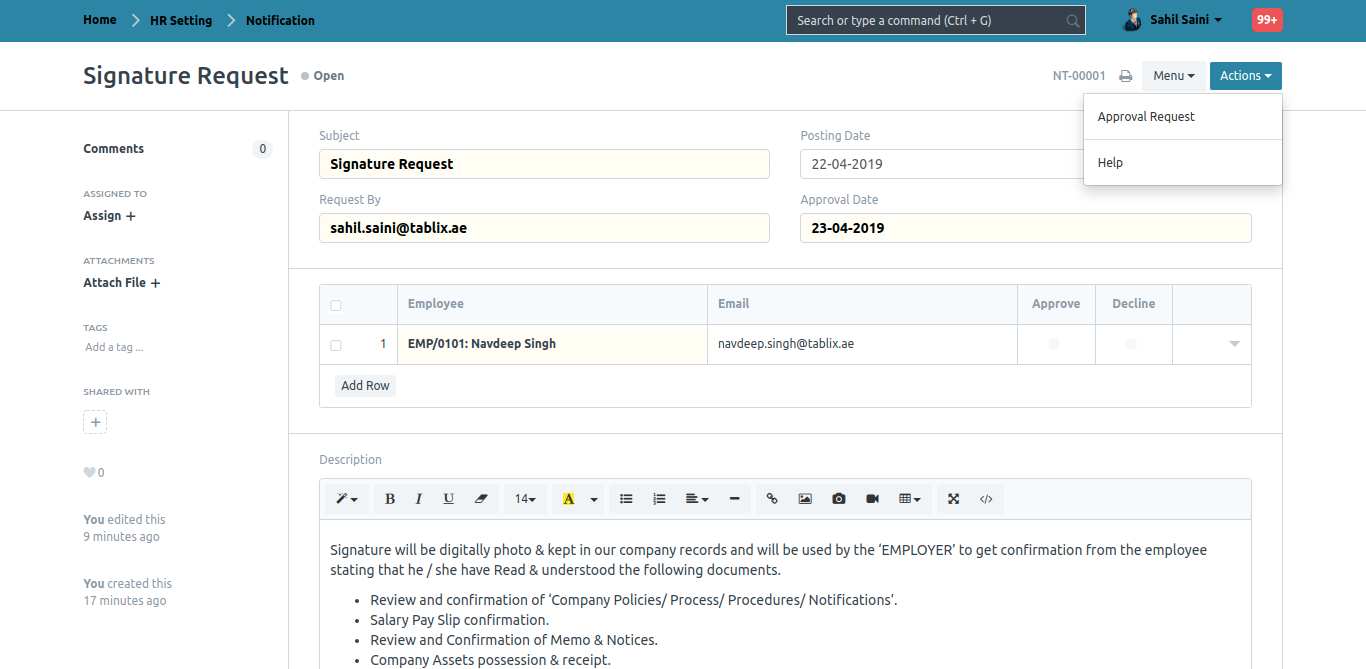 Home HR Setting Notification
Search or type a command (Ctrl + G)
Sahil Saini
99+
Signature Request
Open
NT-00001
Menu
Actions
Approval Request
Help
Comments
0
ASSIGNED TO
Assign +
ATTACHMENTS
Attach File +
TAGS
Add a tag ...
SHARED WITH
+
0
You edited this
9 minutes ago
You created this
17 minutes ago
Subject
Signature Request
Posting Date
22-04-2019
Request By
sahil.saini@tablix.ae
Approval Date
23-04-2019
Employee Email Approve Decline
1 EMP/0101: Navdeep Singh navdeep.singh@tablix.ae
Add Row
Description
B I U 14 A </>
Signature will be digitally photo & kept in our company records and will be used by the ‘EMPLOYER’ to get confirmation from the employee
stating that he / she have Read & understood the following documents.
• Review and confirmation of ‘Company Policies/ Process/ Procedures/ Notifications’.
• Salary Pay Slip confirmation.
• Review and Confirmation of Memo & Notices.
• Company Assets possession & receipt.